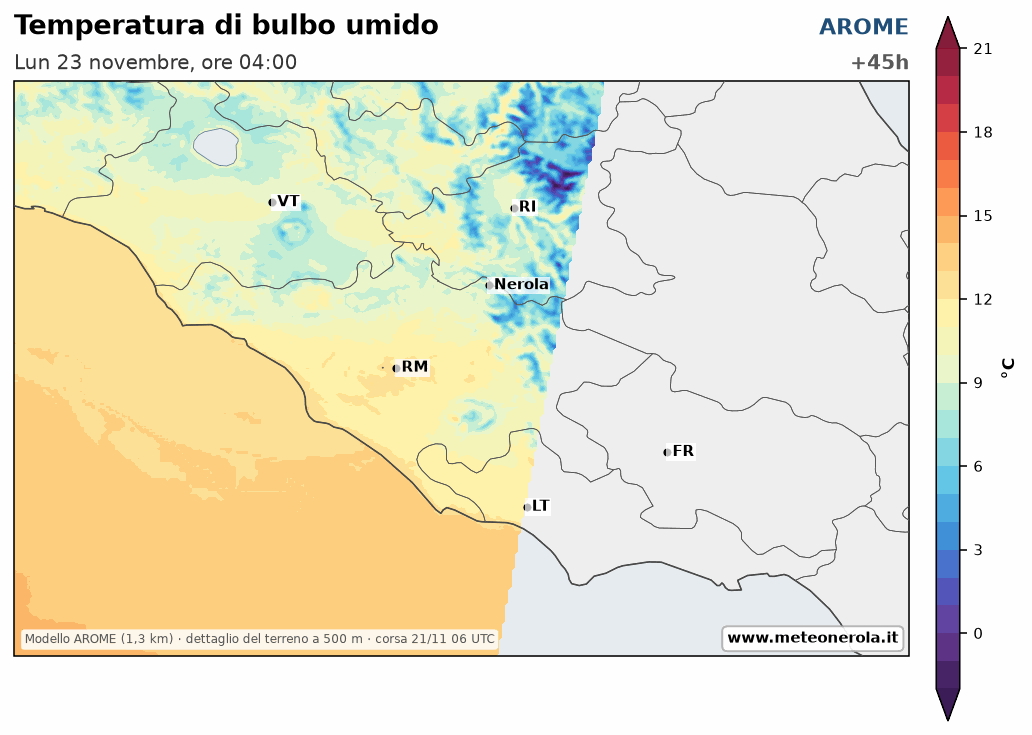 Temperatura di bulbo umido
AROME
Lun 23 novembre, ore 04:00
+45h
VT
RI
Nerola
RM
FR
LT
21
18
15
12
9
6
3
0
°C
Modello AROME (1,3 km) · dettaglio del terreno a 500 m · corsa 21/11 06 UTC
www.meteonerola.it